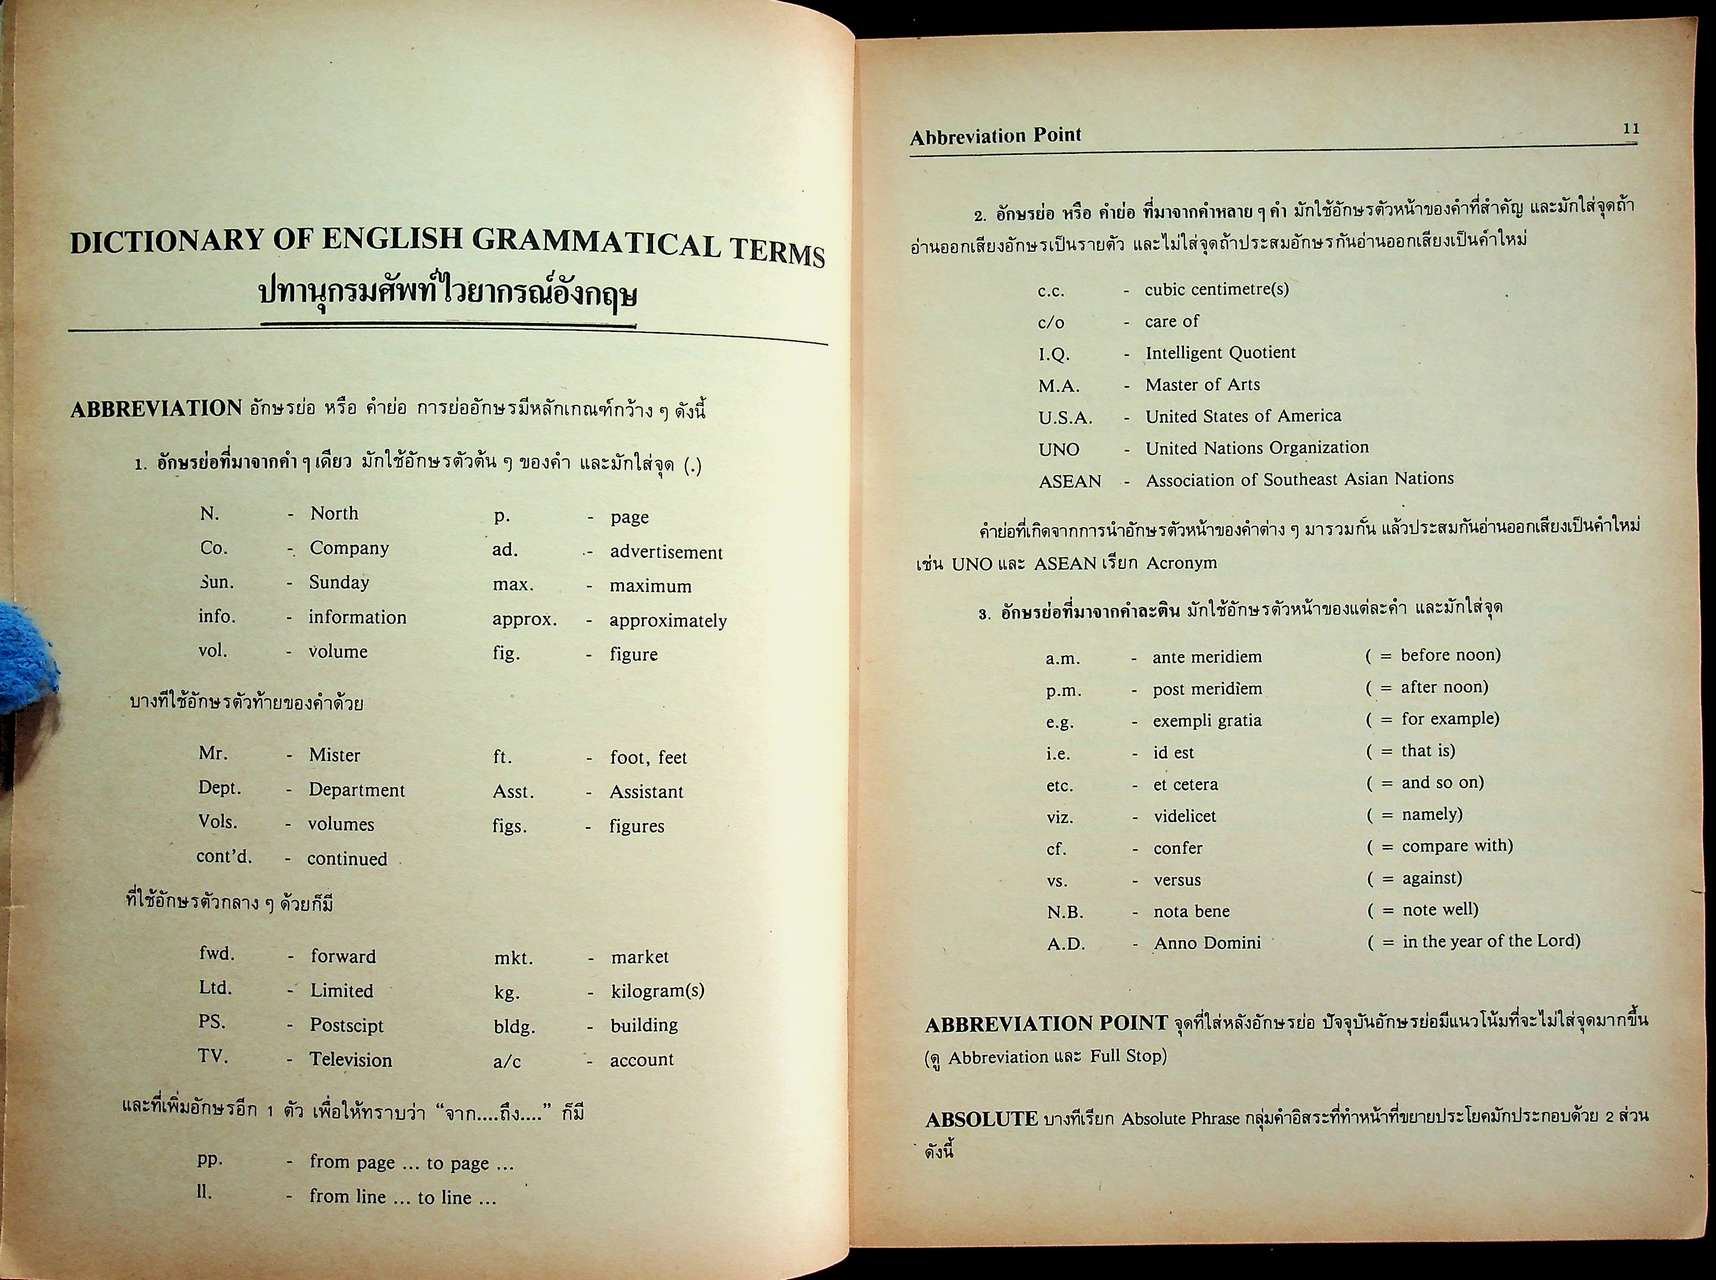 DICTIONARY OF ENGLISH GRAMMATICAL TERMS
ปทานุกรมศัพท์ไวยากรณ์อังกฤษ
ABBREVIATION อักษรย่อ หรือ คำย่อ การย่ออักษรมีหลักเกณฑ์กว้าง ๆ ดังนี้
1. อักษรย่อที่มาจากคำ ๆ เดียว มักใช้อักษรตัวต้น ๆ ของคำ และมักใส่จุด (.)
N. - North p. - page
Co. - Company ad. - advertisement
Sun. - Sunday max. - maximum
info. - information approx. - approximately
vol. - volume fig. - figure
บางทีใช้อักษรตัวท้ายของคำด้วย
Mr. - Mister ft. - foot, feet
Dept. - Department Asst. - Assistant
Vols. - volumes figs. - figures
cont'd. - continued
ที่ใช้อักษรตัวกลาง ๆ ด้วยก็มี
fwd. - forward mkt. - market
Ltd. - Limited kg. - kilogram(s)
PS. - Postscipt bldg. - building
TV. - Television a/c - account
และที่เพิ่มอักษรอีก 1 ตัว เพื่อให้ทราบว่า “จาก....ถึง....” ก็มี
pp. - from page ... to page ...
ll. - from line ... to line ...
Abbreviation Point 11
2. อักษรย่อ หรือ คำย่อ ที่มาจากคำหลาย ๆ คำ มักใช้อักษรตัวหน้าของคำที่สำคัญ และมักใส่จุดถ้า
อ่านออกเสียงอักษรเป็นรายตัว และไม่ใส่จุดถ้าประสมอักษรกันอ่านออกเสียงเป็นคำใหม่
c.c. - cubic centimetre(s)
c/o - care of
I.Q. - Intelligent Quotient
M.A. - Master of Arts
U.S.A. - United States of America
UNO - United Nations Organization
ASEAN - Association of Southeast Asian Nations
คำย่อที่เกิดจากการนำอักษรตัวหน้าของคำต่าง ๆ มารวมกั้น แล้วประสมกันอ่านออกเสียงเป็นคำใหม่
เช่น UNO และ ASEAN เรียก Acronym
3. อักษรย่อที่มาจากคำละติน มักใช้อักษรตัวหน้าของแต่ละคำ และมักใส่จุด
a.m. - ante meridiem ( = before noon)
p.m. - post meridiem ( = after noon)
e.g. - exempli gratia ( = for example)
i.e. - id est ( = that is)
etc. - et cetera ( = and so on)
viz. - videlicet ( = namely)
cf. - confer ( = compare with)
vs. - versus ( = against)
N.B. - nota bene ( = note well)
A.D. - Anno Domini ( = in the year of the Lord)
ABBREVIATION POINT จุดที่ใส่หลังอักษรย่อ ปัจจุบันอักษรย่อมีแนวโน้มที่จะไม่ใส่จุดมากขึ้น
(ดู Abbreviation และ Full Stop)
ABSOLUTE บางทีเรียก Absolute Phrase กลุ่มคำอิสระที่ทำหน้าที่ขยายประโยคมักประกอบด้วย 2 ส่วน
ดังนี้